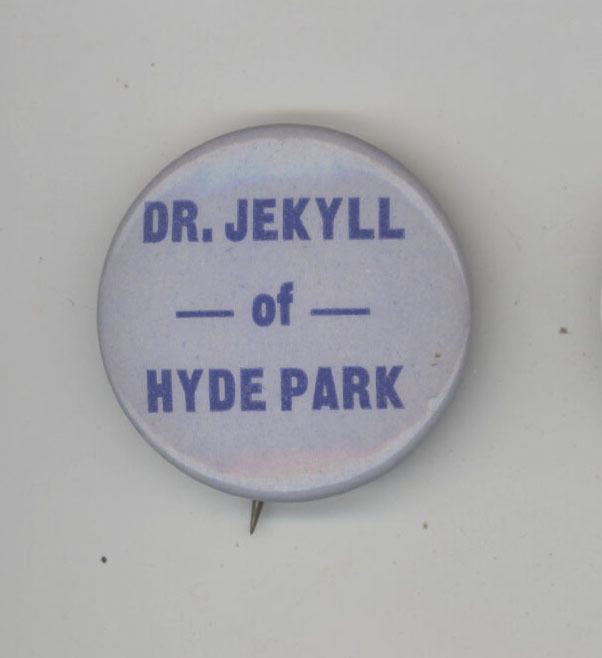 DR. JEKYLL
— of —
HYDE PARK